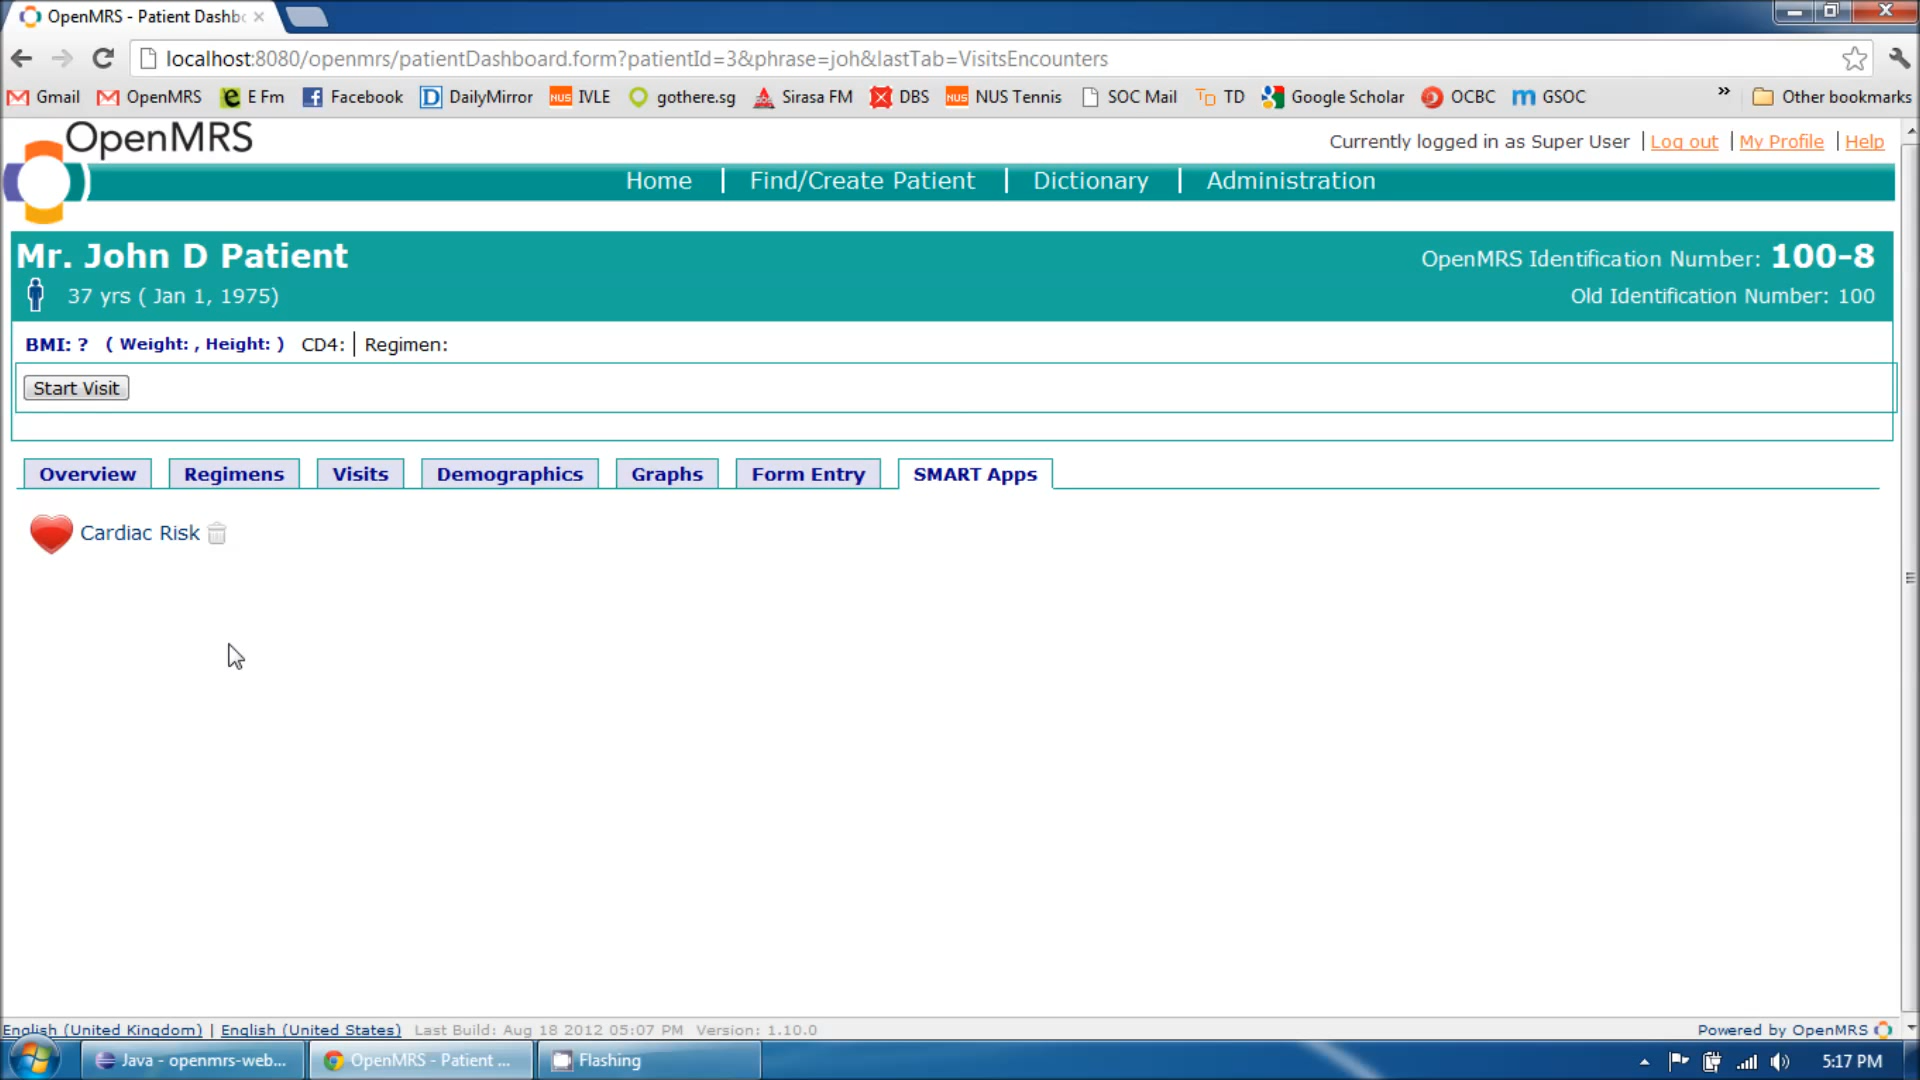 OpenMRS - Patient Dashbo
localhost:8080/openmrs/patientDashboard.form?patientId=3&phrase=joh&lastTab=VisitsEncounters
Gmail OpenMRS E Fm Facebook DailyMirror IVLE gothere.sg Sirasa FM DBS NUS Tennis SOC Mail TD Google Scholar OCBC GSOC » Other bookmarks
OpenMRS
Currently logged in as Super User | Log out | My Profile | Help
Home | Find/Create Patient | Dictionary | Administration
Mr. John D Patient
OpenMRS Identification Number: 100-8
37 yrs ( Jan 1, 1975)
Old Identification Number: 100
BMI: ? ( Weight: , Height: ) CD4: | Regimen:
Start Visit
Overview Regimens Visits Demographics Graphs Form Entry SMART Apps
Cardiac Risk
English (United Kingdom) | English (United States) Last Build: Aug 18 2012 05:07 PM Version: 1.10.0
Powered by OpenMRS
Java - openmrs-web... OpenMRS - Patient ... Flashing
5:17 PM